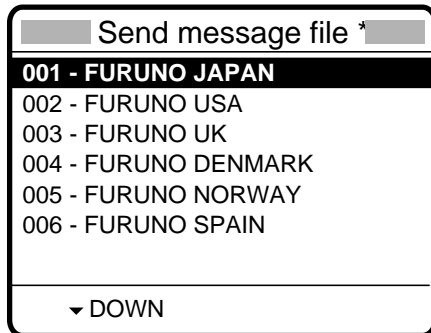 Send message file *
001 - FURUNO JAPAN
002 - FURUNO USA
003 - FURUNO UK
004 - FURUNO DENMARK
005 - FURUNO NORWAY
006 - FURUNO SPAIN
DOWN